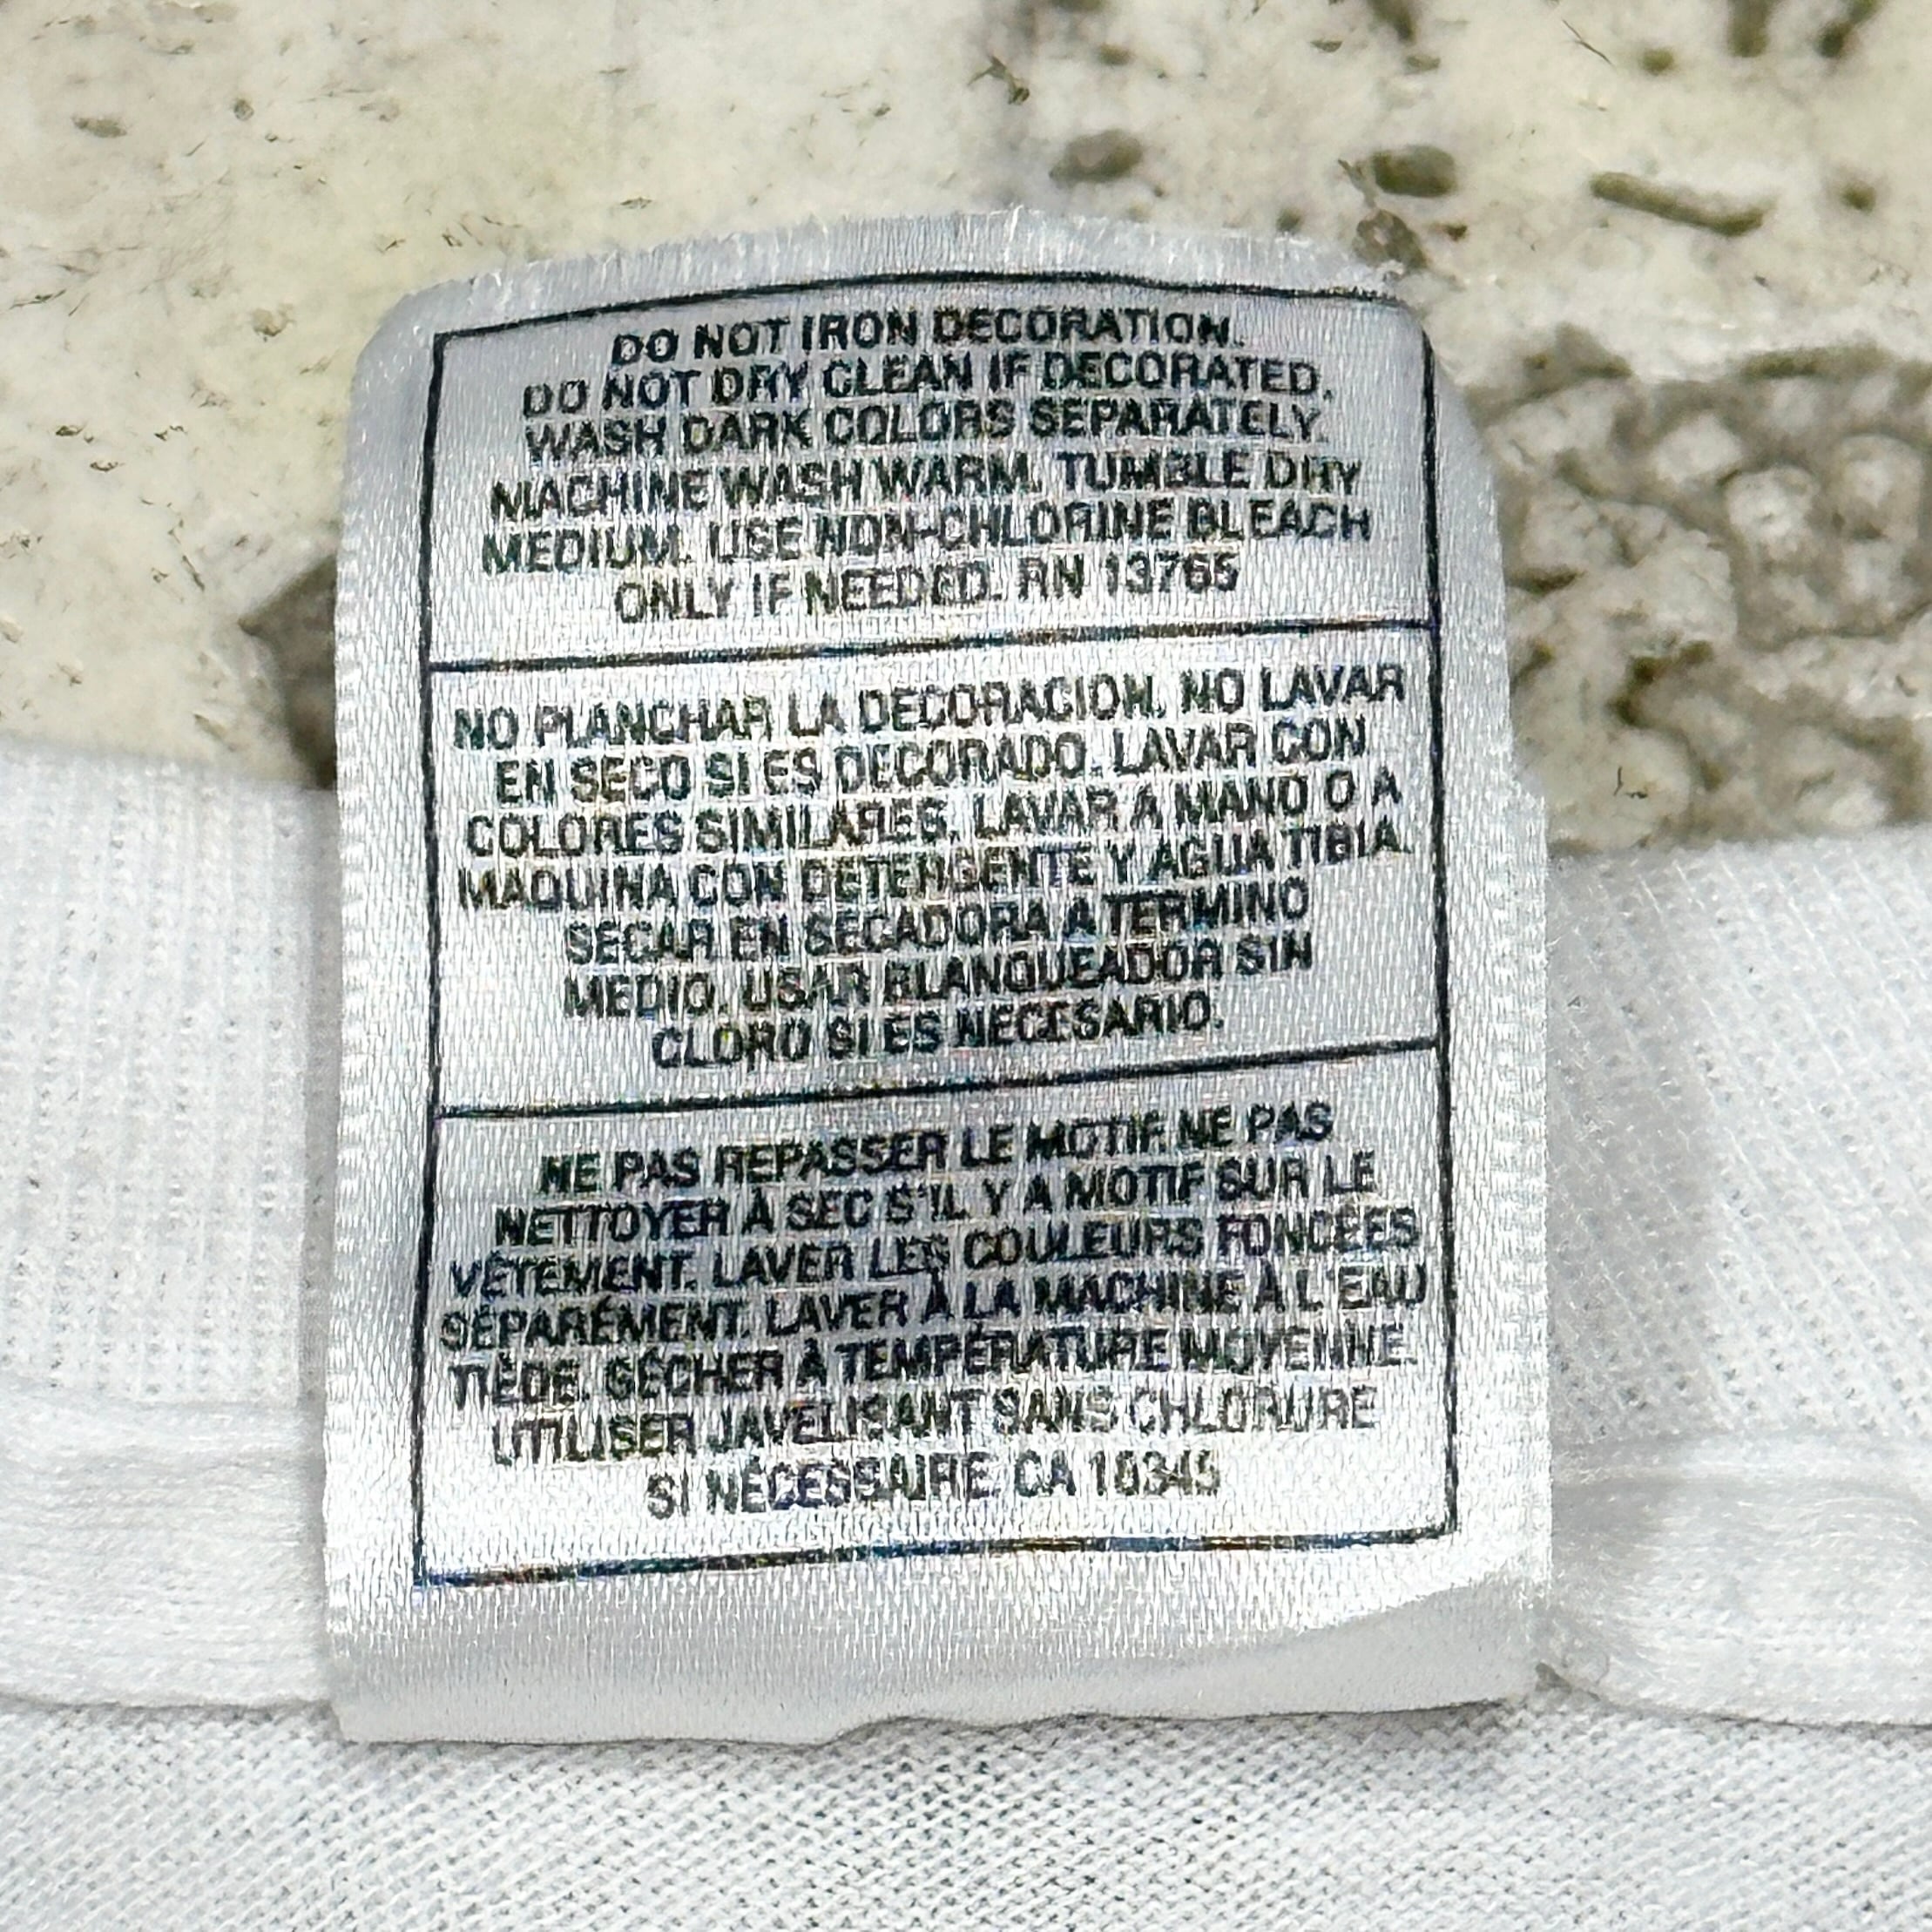 DO NOT IRON DECORATION.
DO NOT DRY CLEAN IF DECORATED.
WASH DARK COLORS SEPARATELY.
MACHINE WASH WARM. TUMBLE DRY
MEDIUM. USE NON-CHLORINE BLEACH
ONLY IF NEEDED. RN 13765
NO PLANCHAR LA DECORACION. NO LAVAR
EN SECO SI ES DECORADO. LAVAR CON
COLORES SIMILARES. LAVAR A MANO O A
MAQUINA CON DETERGENTE Y AGUA TIBIA.
SECAR EN SECADORA A TERMINO
MEDIO. USAR BLANQUEADOR SIN
CLORO SI ES NECESARIO.
NE PAS REPASSER LE MOTIF. NE PAS
NETTOYER À SEC S'IL Y A MOTIF SUR LE
VÊTEMENT. LAVER LES COULEURS FONCÉES
SÉPARÉMENT. LAVER À LA MACHINE À L'EAU
TIÈDE. SÉCHER À TEMPÉRATURE MOYENNE.
UTILISER JAVELISANT SANS CHLORURE
SI NÉCESSAIRE. CA 10345